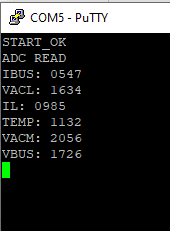 COM5 - PuTTY
START_OK
ADC READ
IBUS: 0547
VACL: 1634
IL: 0985
TEMP: 1132
VACM: 2056
VBUS: 1726